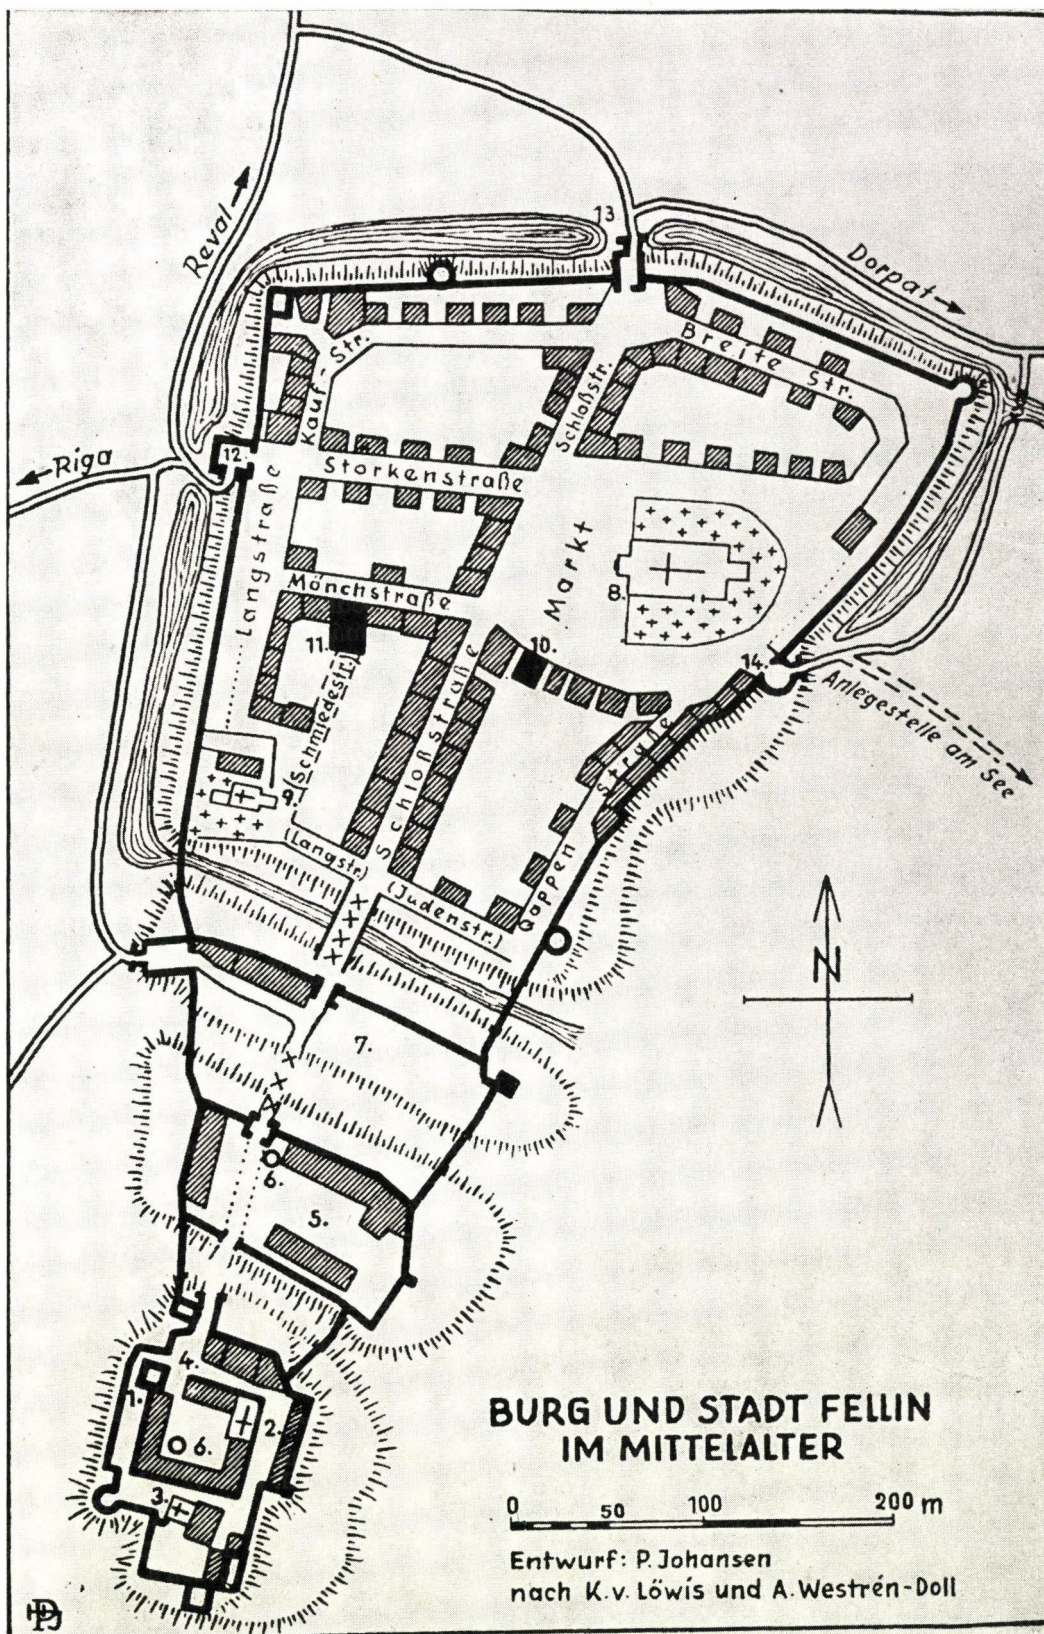 Reval
13.
Dorpat
Kauf-Str.
Schloßstr.
Breite Str.
Riga
12.
Storkenstraße
Langstraße
Markt
8.
Mönchstraße
11.
10.
14.
Anlegestelle am See
(Schmiedestr.)
Schloßstraße
9.
(Langstr.)
(Judenstr.)
Gappenstraße
N
7.
6.
5.
4.
1.
2.
6.
3.
BURG UND STADT FELLIN
IM MITTELALTER
0 50 100 200 m
Entwurf: P. Johansen
nach K. v. Löwis und A. Westrén-Doll